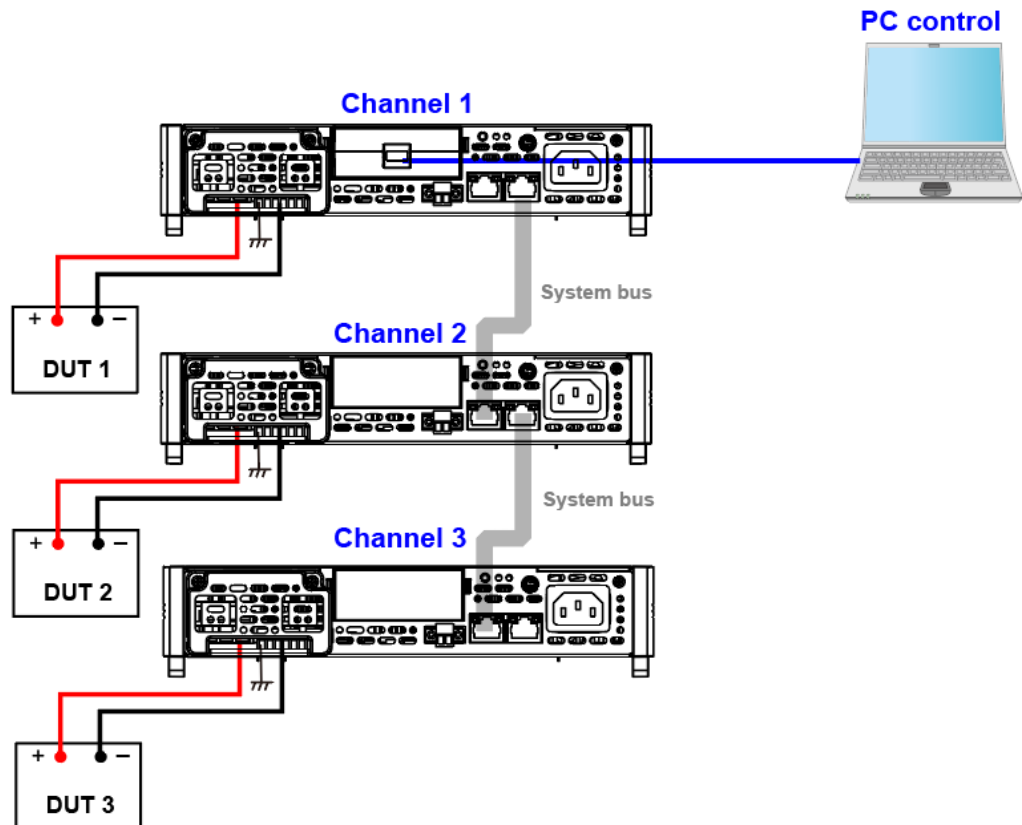 PC control
Channel 1
System bus
+ −
DUT 1
Channel 2
System bus
+ −
DUT 2
Channel 3
+ −
DUT 3